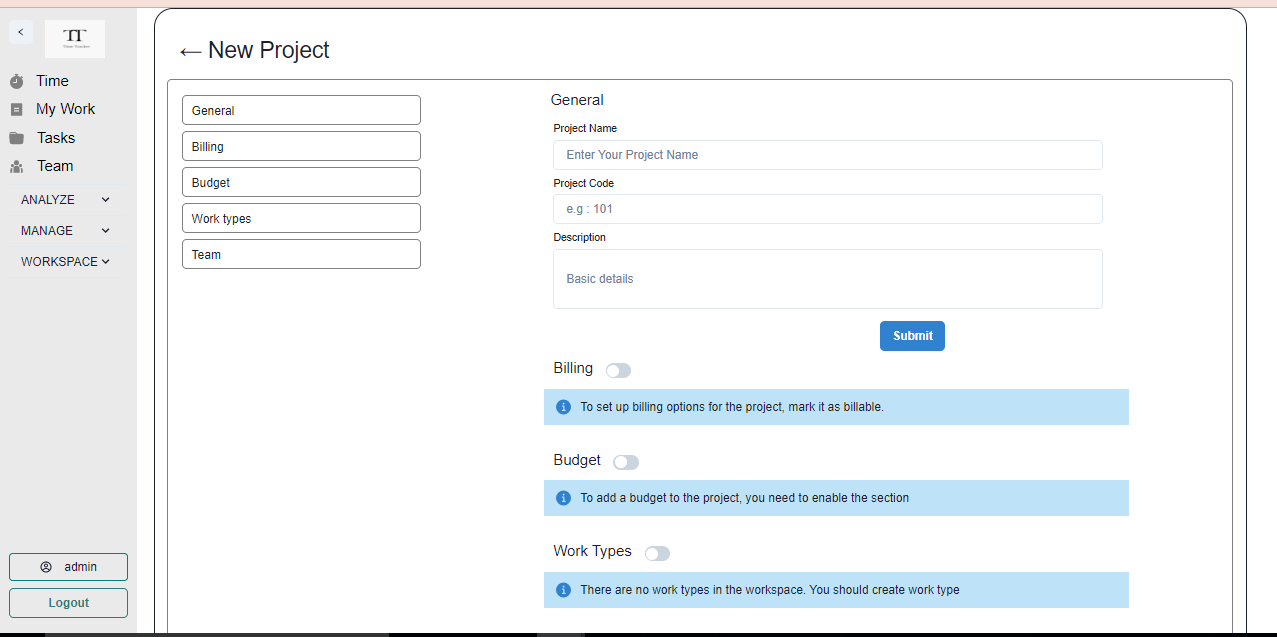 <
TT
Time
My Work
Tasks
Team
ANALYZE
MANAGE
WORKSPACE
admin
Logout
← New Project
General
Billing
Budget
Work types
Team
General
Project Name
Enter Your Project Name
Project Code
e.g : 101
Description
Basic details
Submit
Billing
To set up billing options for the project, mark it as billable.
Budget
To add a budget to the project, you need to enable the section
Work Types
There are no work types in the workspace. You should create work type